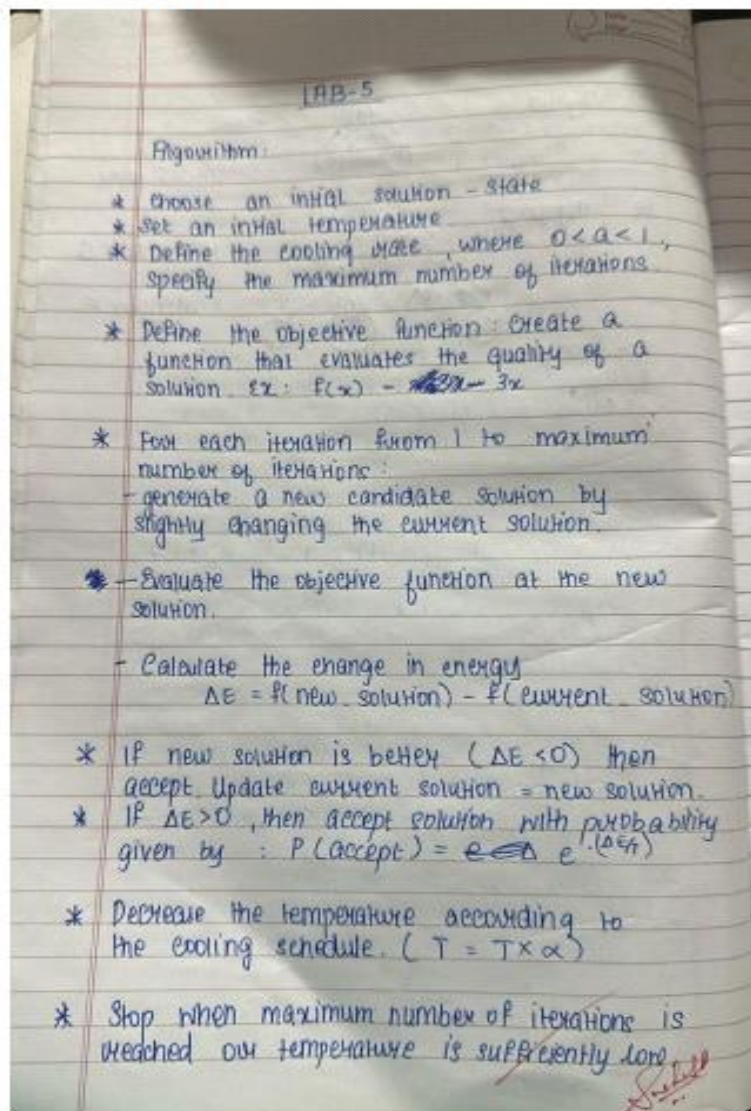 LAB-5
Algorithm:
* Choose an initial solution - state
* Set an initial temperature
* Define the cooling rate, where 0 < α < 1,
specify the maximum number of iterations.
* Define the objective function: Create a
function that evaluates the quality of a
solution. Ex: f(x) - 3x
* For each iteration from 1 to maximum
number of iterations:
- generate a new candidate solution by
slightly changing the current solution.
- Evaluate the objective function at the new
solution.
- Calculate the change in energy
ΔE = f(new_solution) - f(current_solution)
* If new solution is better (ΔE < 0) then
accept. Update current solution = new solution.
* If ΔE > 0, then accept solution with probability
given by : P(accept) = e^-(ΔE/T)
* Decrease the temperature according to
the cooling schedule. (T = T × α)
* Stop when maximum number of iterations is
reached or temperature is sufficiently low.